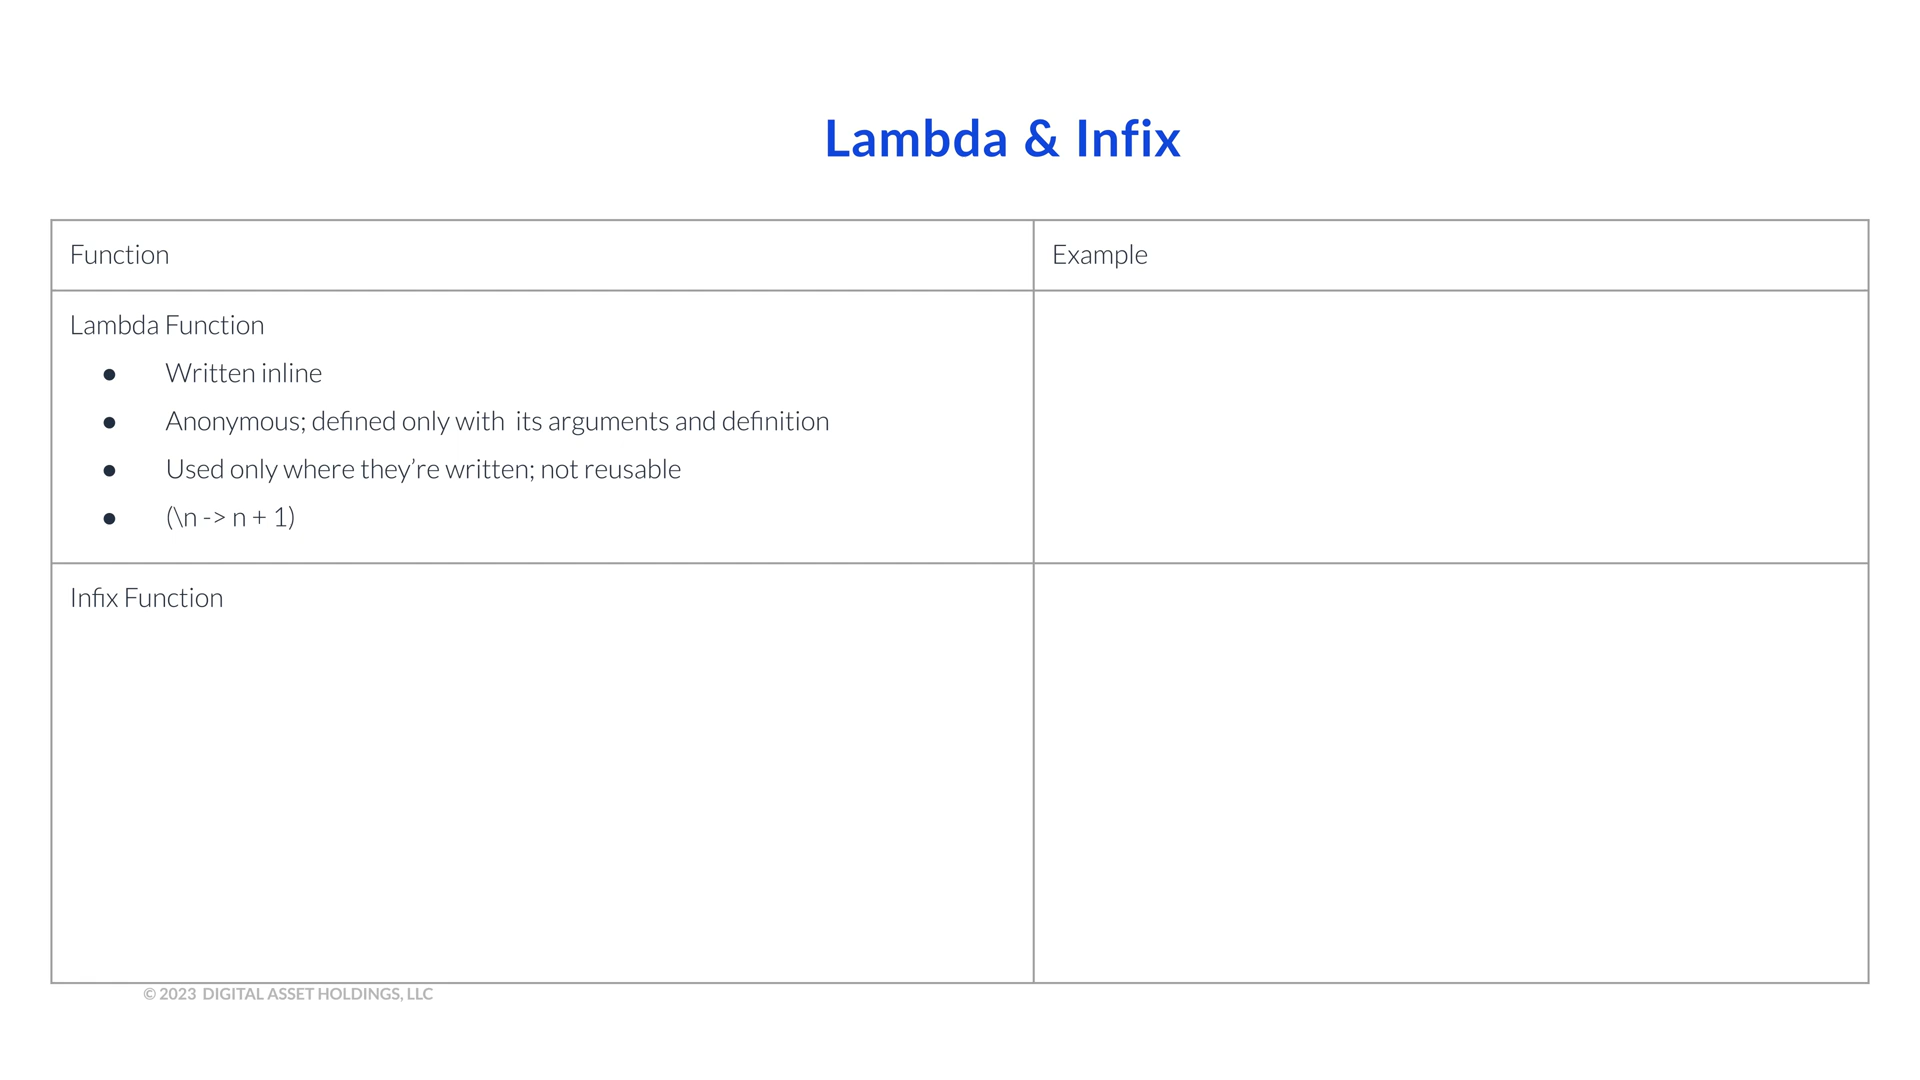 Lambda & Infix
Function
Example
Lambda Function
● Written inline
● Anonymous; defined only with  its arguments and definition
● Used only where they’re written; not reusable
● (\n -> n + 1)
Infix Function
© 2023 DIGITAL ASSET HOLDINGS, LLC